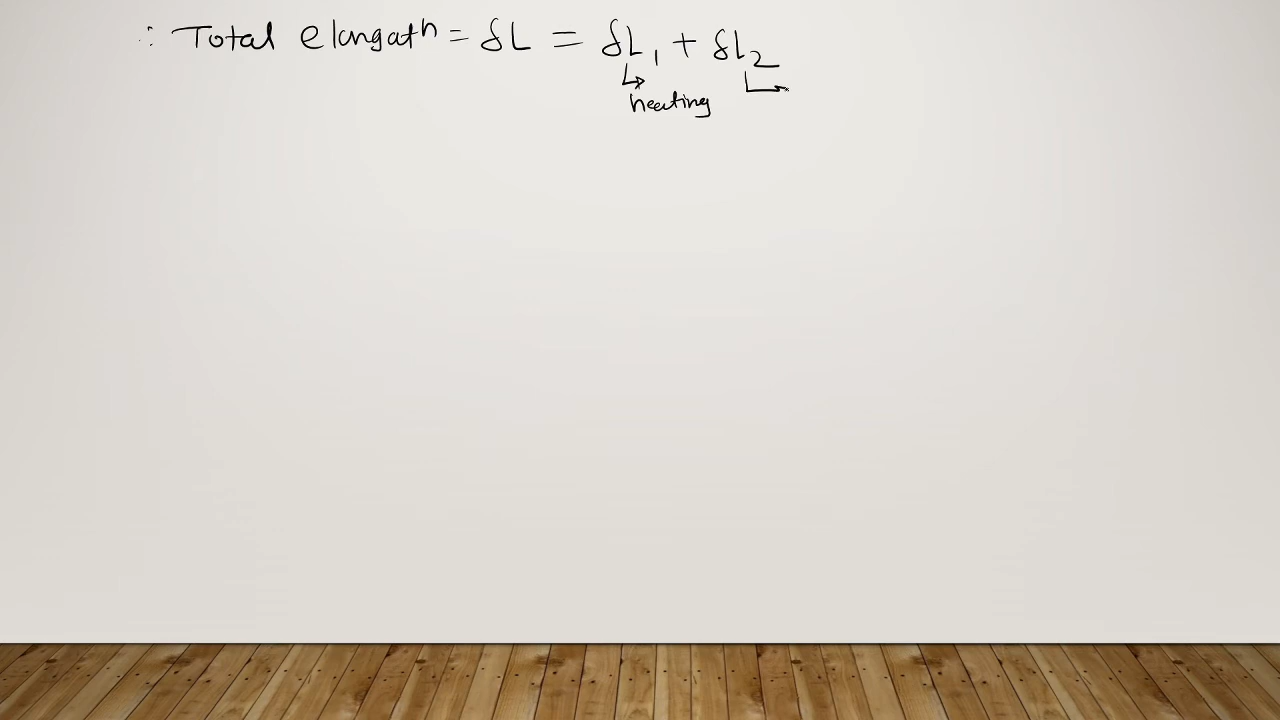 ∴ Total elongatⁿ = δL = δL₁ + δL₂
↳ heating ↳